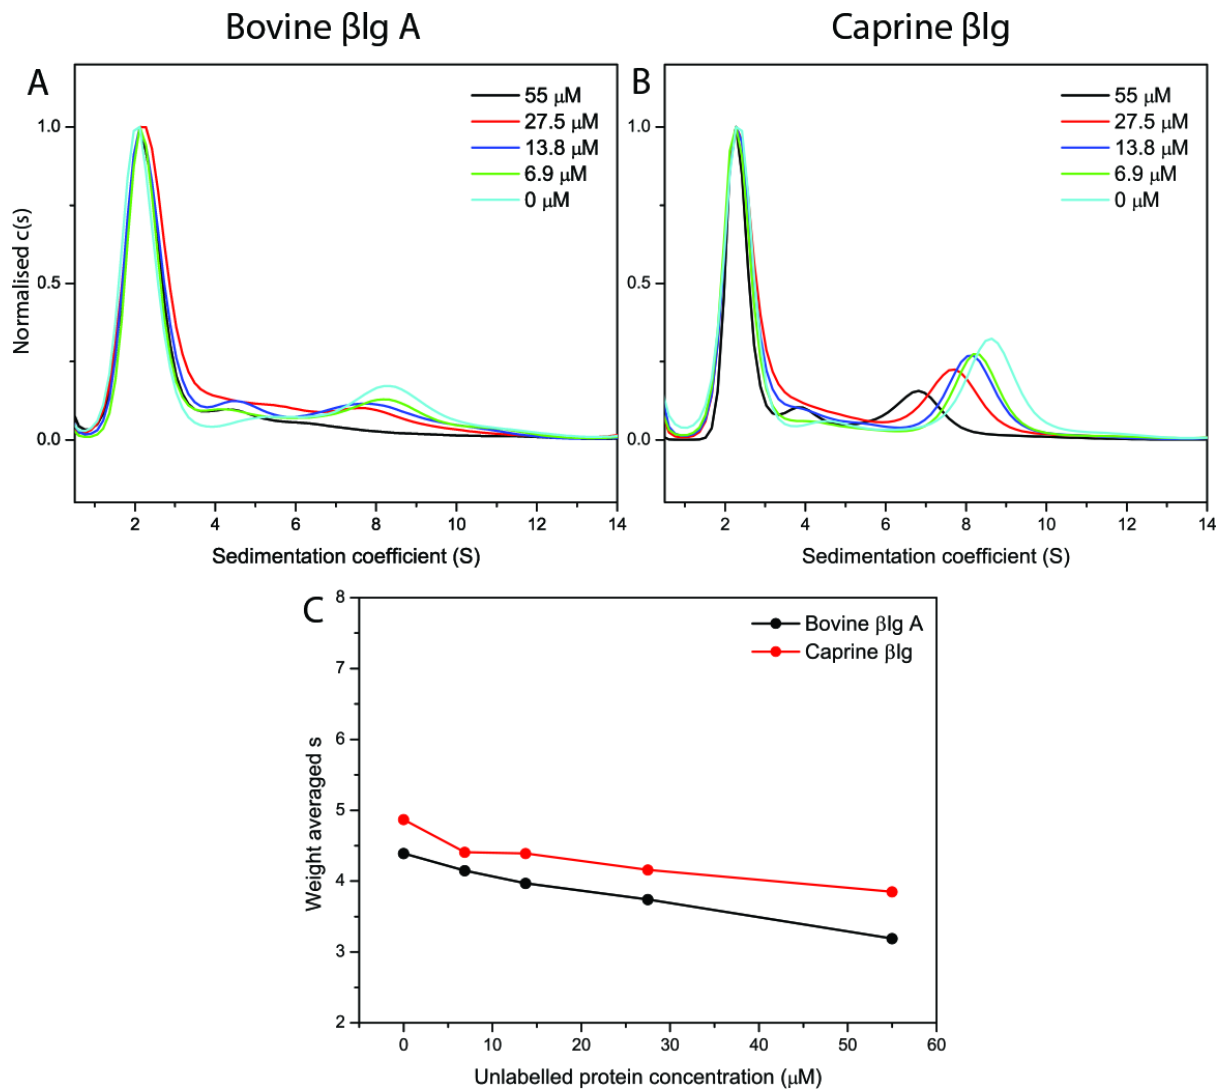 Bovine βlg A
Caprine βlg
A
55 μM
27.5 μM
13.8 μM
6.9 μM
0 μM
1.0
0.5
0.0
Normalised c(s)
2 4 6 8 10 12 14
Sedimentation coefficient (S)
B
55 μM
27.5 μM
13.8 μM
6.9 μM
0 μM
1.0
0.5
0.0
2 4 6 8 10 12 14
Sedimentation coefficient (S)
C
Bovine βlg A
Caprine βlg
8
7
6
5
4
3
2
Weight averaged s
0 10 20 30 40 50 60
Unlabelled protein concentration (μM)